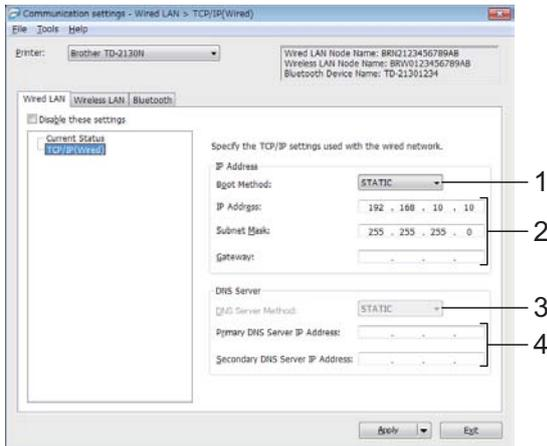 Communication settings - Wired LAN > TCP/IP(Wired)
File Tools Help
Printer: Brother TD-2130N
Wired LAN Node Name: BRN2123456789AB
Wireless LAN Node Name: BRW0123456789AB
Bluetooth Device Name: TD-21301234
Wired LAN Wireless LAN Bluetooth
Disable these settings
Current Status
TCP/IP(Wired)
Specify the TCP/IP settings used with the wired network.
IP Address
Boot Method: STATIC 1
IP Address: 192 . 168 . 10 . 10
Subnet Mask: 255 . 255 . 255 . 0 2
Gateway: . . .
DNS Server
DNS Server Method: STATIC 3
Primary DNS Server IP Address: . . . 4
Secondary DNS Server IP Address: . . .
Apply Exit